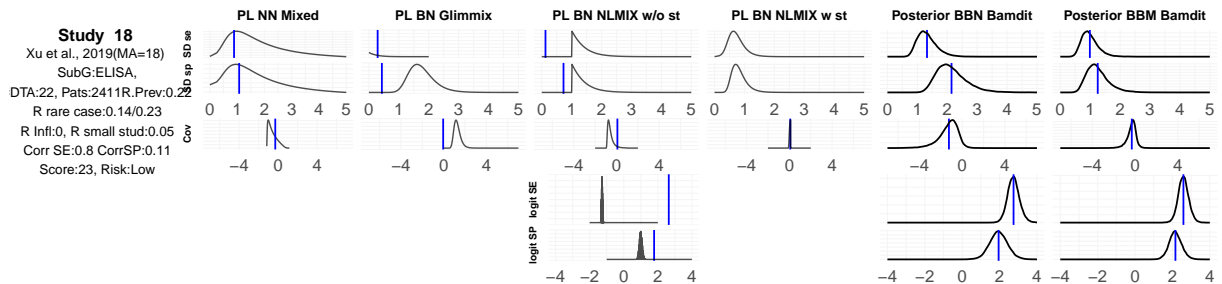 PL NN Mixed
PL BN Glimmix
PL BN NLMIX w/o st
PL BN NLMIX w st
Posterior BBN Bamdit
Posterior BBM Bamdit
Study 18
Xu et al., 2019(MA=18)
SubG:ELISA,
DTA:22, Pats:2411R.Prev:0.22
R rare case:0.14/0.23
R Infl:0, R small stud:0.05
Corr SE:0.8 CorrSP:0.11
Score:23, Risk:Low
SD se
SD sp
0 1 2 3 4 5 0 1 2 3 4 5 0 1 2 3 4 5 0 1 2 3 4 5 0 1 2 3 4 5 0 1 2 3 4 5
Cov
−4 0 4 −4 0 4 −4 0 4 −4 0 4 −4 0 4 −4 0 4
logit SE
logit SP
−4 −2 0 2 4 −4 −2 0 2 4 −4 −2 0 2 4